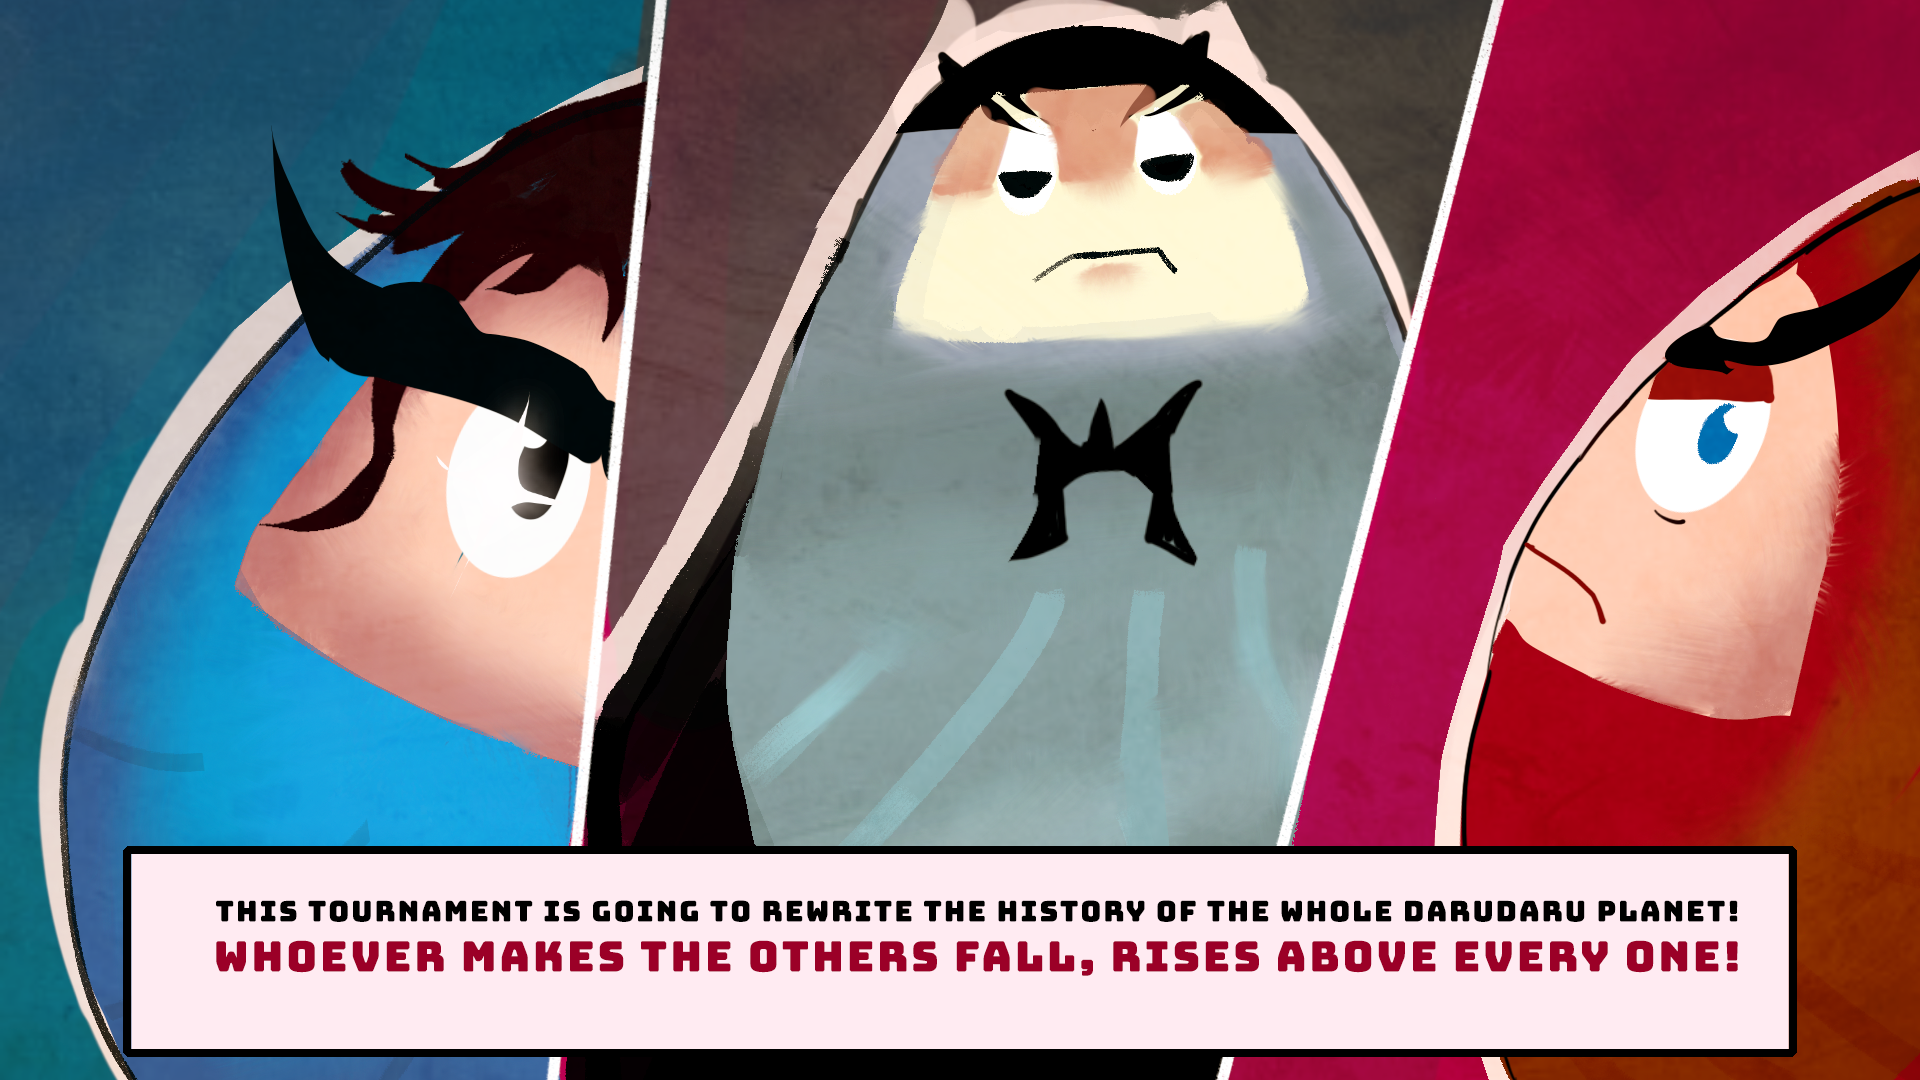 THIS TOURNAMENT IS GOING TO REWRITE THE HISTORY OF THE WHOLE DARUDARU PLANET!
WHOEVER MAKES THE OTHERS FALL, RISES ABOVE EVERY ONE!